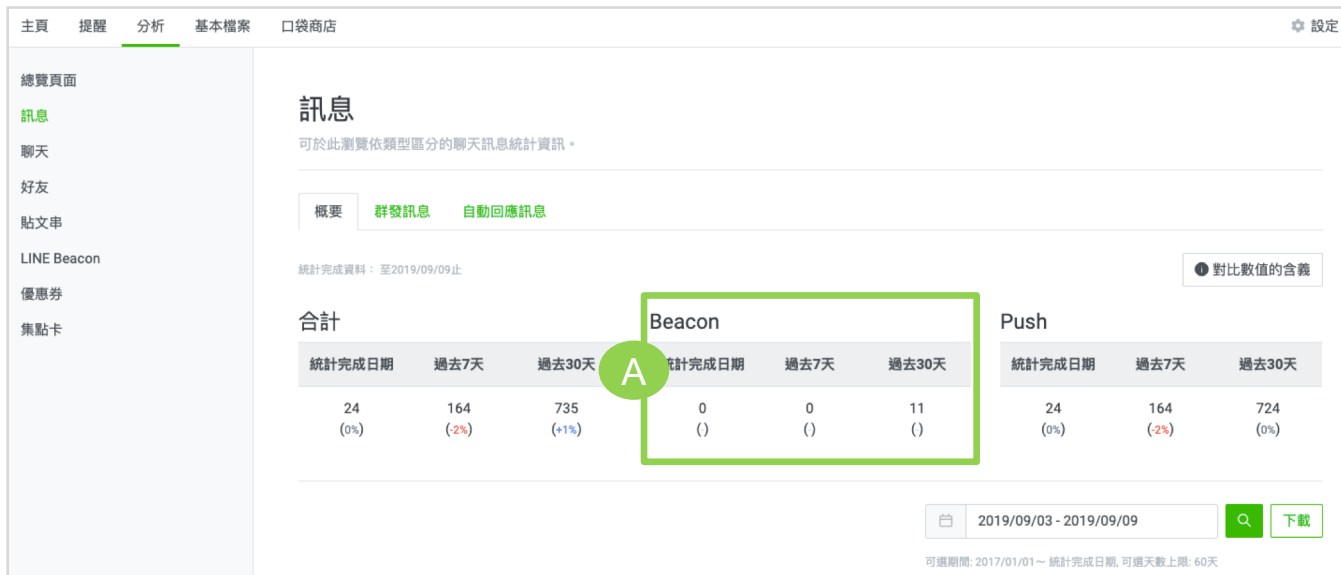 主頁 提醒 分析 基本檔案 口袋商店 設定
總覽頁面
訊息
聊天
好友
貼文串
LINE Beacon
優惠券
集點卡
訊息
可於此瀏覽依類型區分的聊天訊息統計資訊。
概要 群發訊息 自動回應訊息
統計完成資料： 至2019/09/09止 對比數值的含義
合計 Beacon Push
統計完成日期 過去7天 過去30天 A 統計完成日期 過去7天 過去30天 統計完成日期 過去7天 過去30天
24 164 735 0 0 11 24 164 724
(0%) (-2%) (+1%) (-) (-) (-) (0%) (-2%) (0%)
2019/09/03 - 2019/09/09 下載
可選期間: 2017/01/01～ 統計完成日期, 可選天數上限: 60天